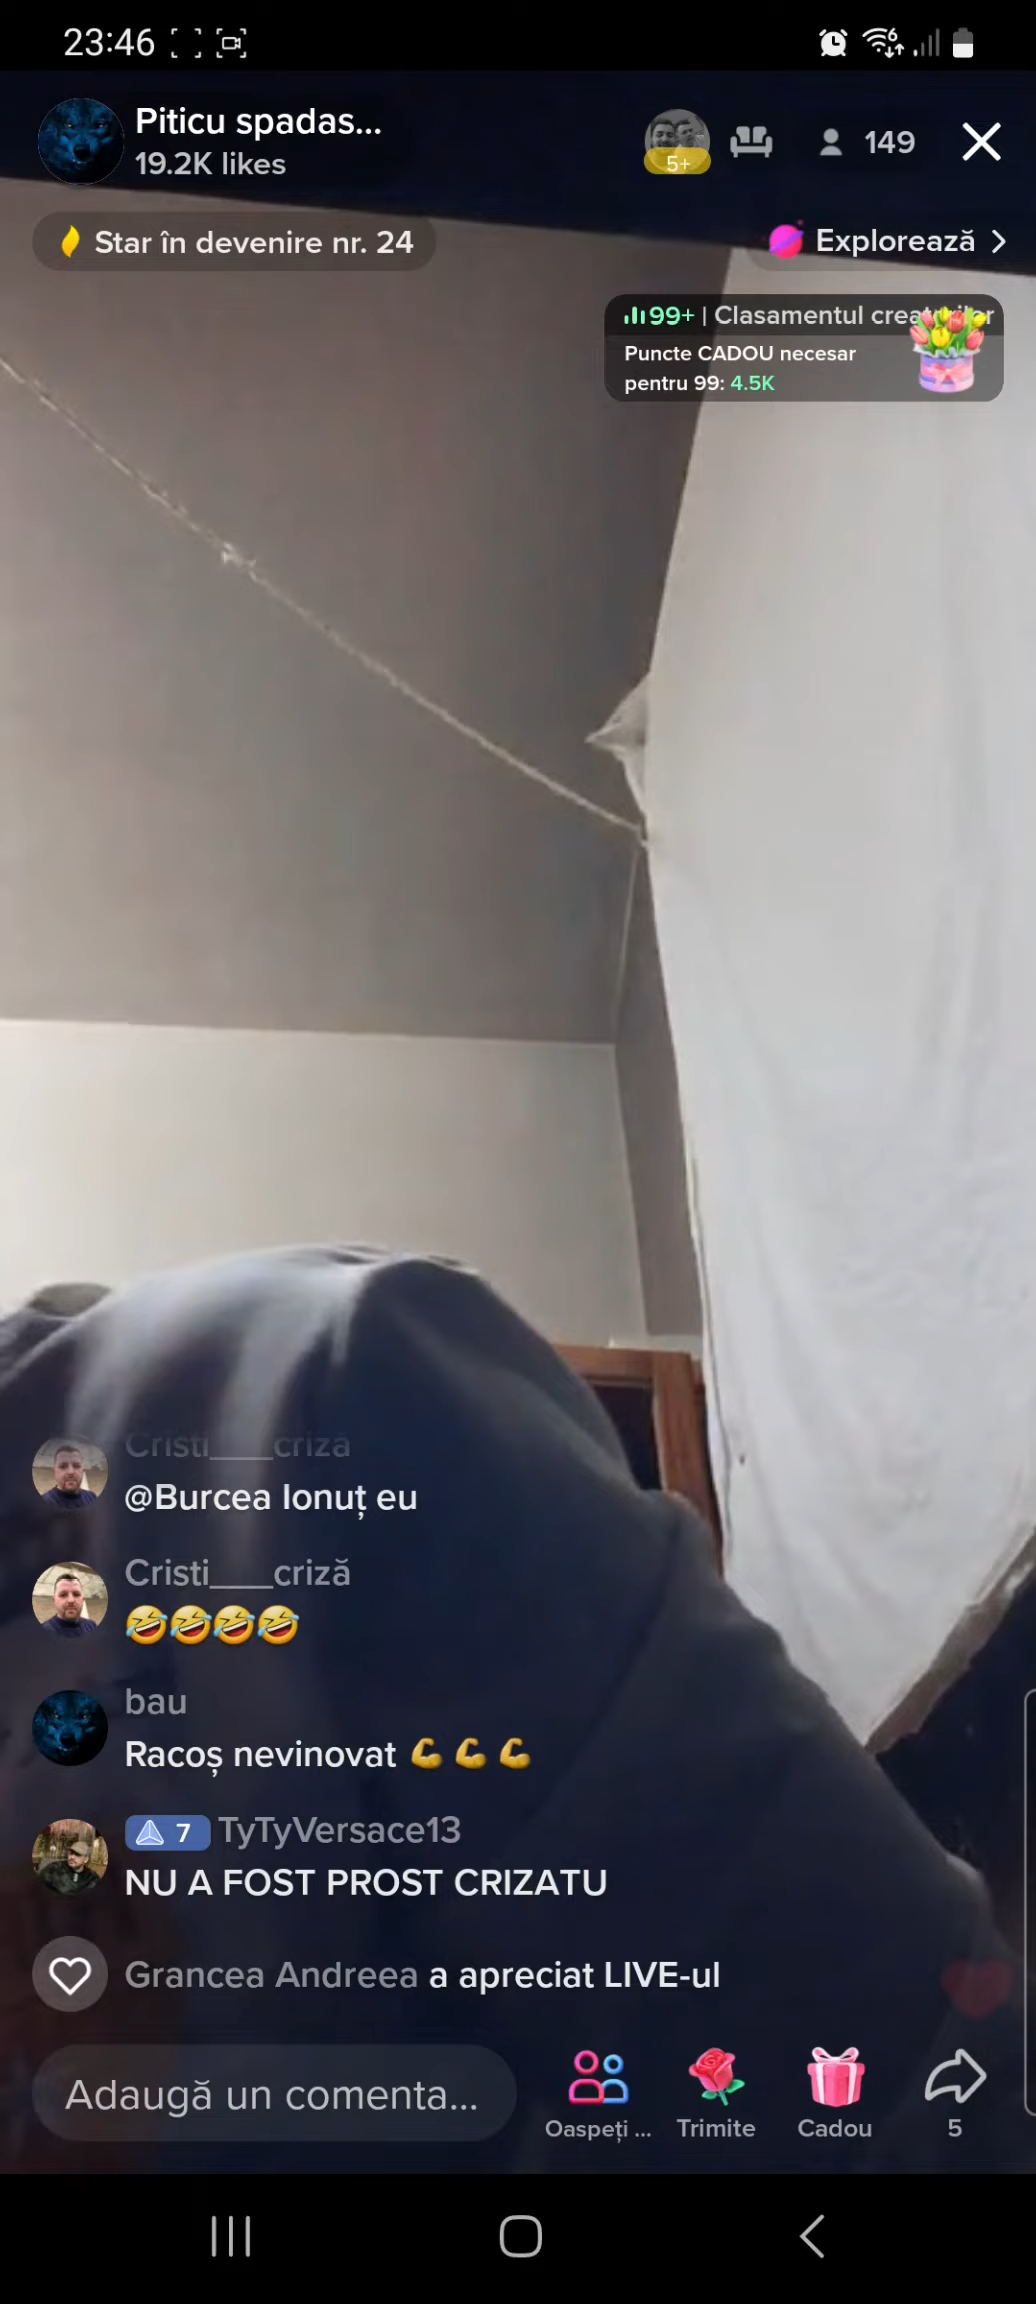 23:46
Piticu spadas...
19.2K likes
5+
149
Star în devenire nr. 24
Explorează
99+ | Clasamentul creatorilor
Puncte CADOU necesar
pentru 99: 4.5K
Cristi___criză
@Burcea Ionuț eu
Cristi___criză
🤣🤣🤣🤣
bau
Racoș nevinovat 💪💪💪
7 TyTyVersace13
NU A FOST PROST CRIZATU
Grancea Andreea a apreciat LIVE-ul
Adaugă un comenta...
Oaspeți ...
Trimite
Cadou
5